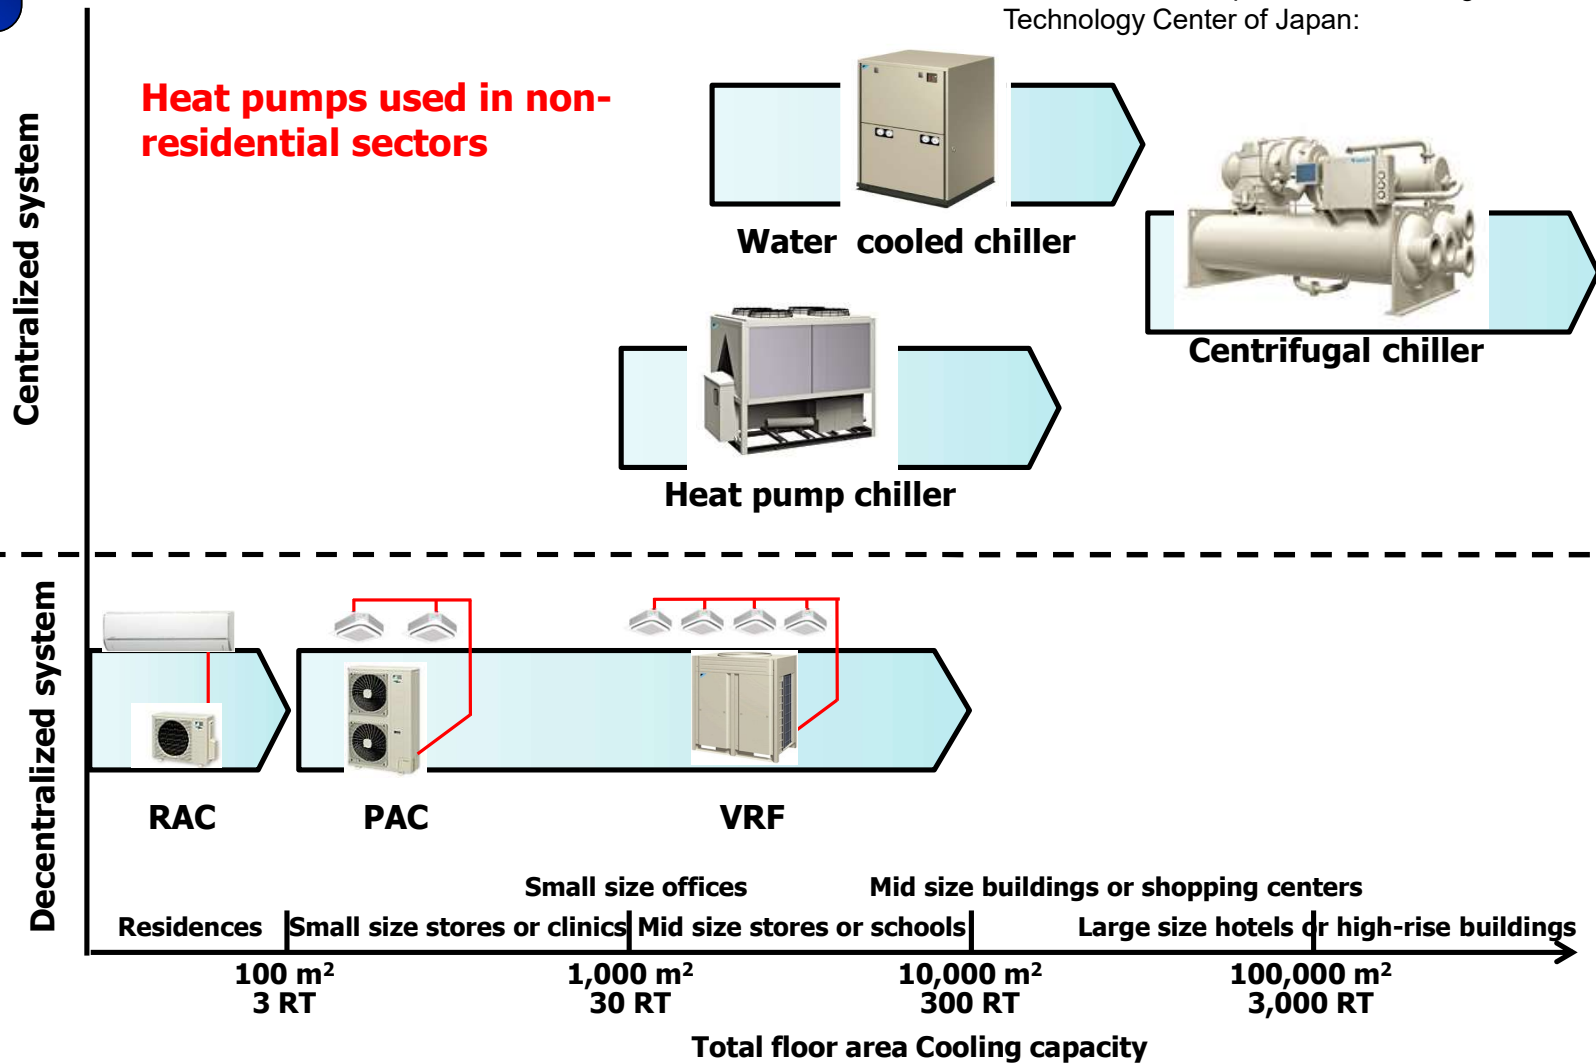 Technology Center of Japan:
Heat pumps used in non-
residential sectors
Centralized system
Water cooled chiller
Centrifugal chiller
Heat pump chiller
Decentralized system
RAC
PAC
VRF
Small size offices
Mid size buildings or shopping centers
Residences
Small size stores or clinics
Mid size stores or schools
Large size hotels or high-rise buildings
100 m²
1,000 m²
10,000 m²
100,000 m²
3 RT
30 RT
300 RT
3,000 RT
Total floor area Cooling capacity